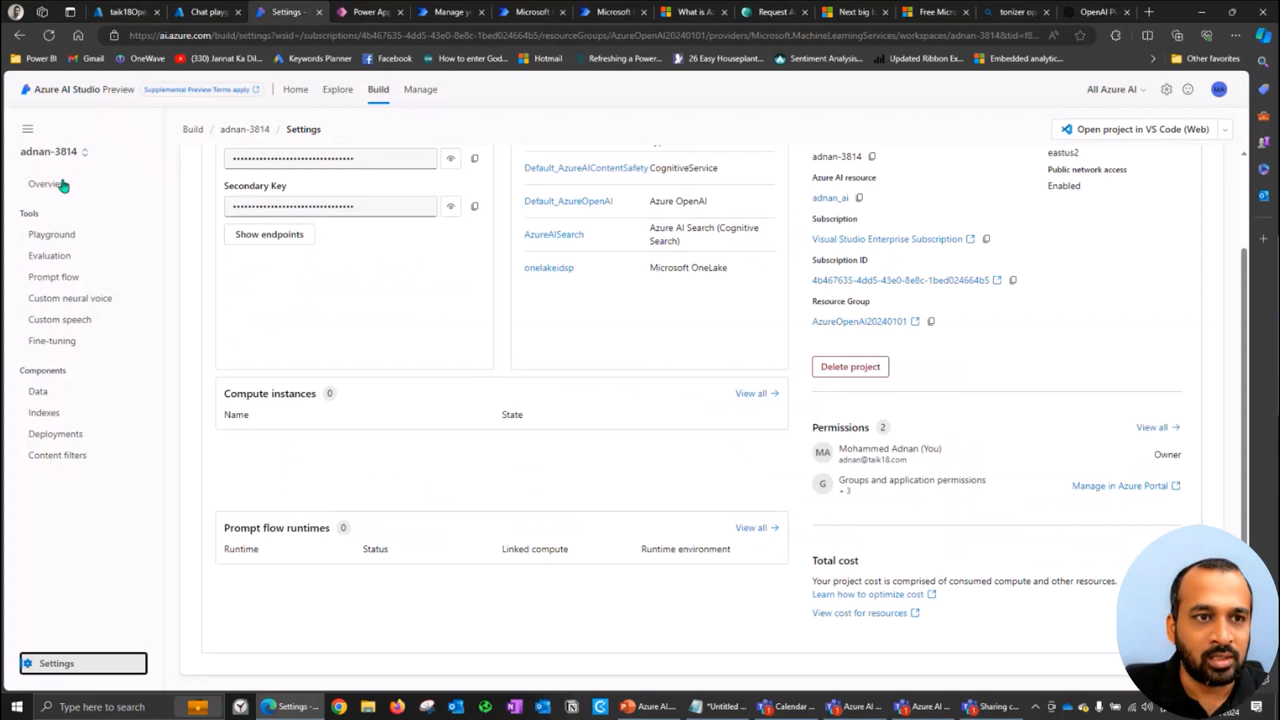 taik18Ope
Chat play
Settings -
Power Ap
Manage y
Microsoft
Microsoft
What is A
Request A
Next big
Free Micr
tonizer op
OpenAI P
https://ai.azure.com/build/settings?wsid=/subscriptions/4b467635-4dd5-43e0-8e8c-1bed024664b5/resourceGroups/AzureOpenAI20240101/providers/Microsoft.MachineLearningServices/workspaces/adnan-3814&tid=f8...
Power BI
Gmail
OneWave
(330) Jannat Ka Dil...
Keywords Planner
Facebook
How to enter God...
Hotmail
Refreshing a Power...
26 Easy Houseplant...
Sentiment Analysis...
Updated Ribbon Ex...
Embedded analytic...
Other favorites
Azure AI Studio Preview
Supplemental Preview Terms apply
Home
Explore
Build
Manage
All Azure AI
MA
Build / adnan-3814 / Settings
Open project in VS Code (Web)
adnan-3814
Overview
Tools
Playground
Evaluation
Prompt flow
Custom neural voice
Custom speech
Fine-tuning
Components
Data
Indexes
Deployments
Content filters
Settings
Secondary Key
Show endpoints
Default_AzureAIContentSafety CognitiveService
Default_AzureOpenAI Azure OpenAI
AzureAISearch Azure AI Search (Cognitive
Search)
onelakeidsp Microsoft OneLake
Compute instances 0
View all →
Name State
Prompt flow runtimes 0
View all →
Runtime Status Linked compute Runtime environment
adnan-3814
Azure AI resource
adnan_ai
Subscription
Visual Studio Enterprise Subscription
Subscription ID
4b467635-4dd5-43e0-8e8c-1bed024664b5
Resource Group
AzureOpenAI20240101
eastus2
Public network access
Enabled
Delete project
Permissions 2
View all →
MA
Mohammed Adnan (You)
adnan@taik18.com
Owner
G
Groups and application permissions
+ 3
Manage in Azure Portal
Total cost
Your project cost is comprised of consumed compute and other resources.
Learn how to optimize cost
View cost for resources
Type here to search
Settings -...
Azure AI...
*Untitled ...
Calendar ...
Azure AI ...
Azure AI ...
Sharing c...